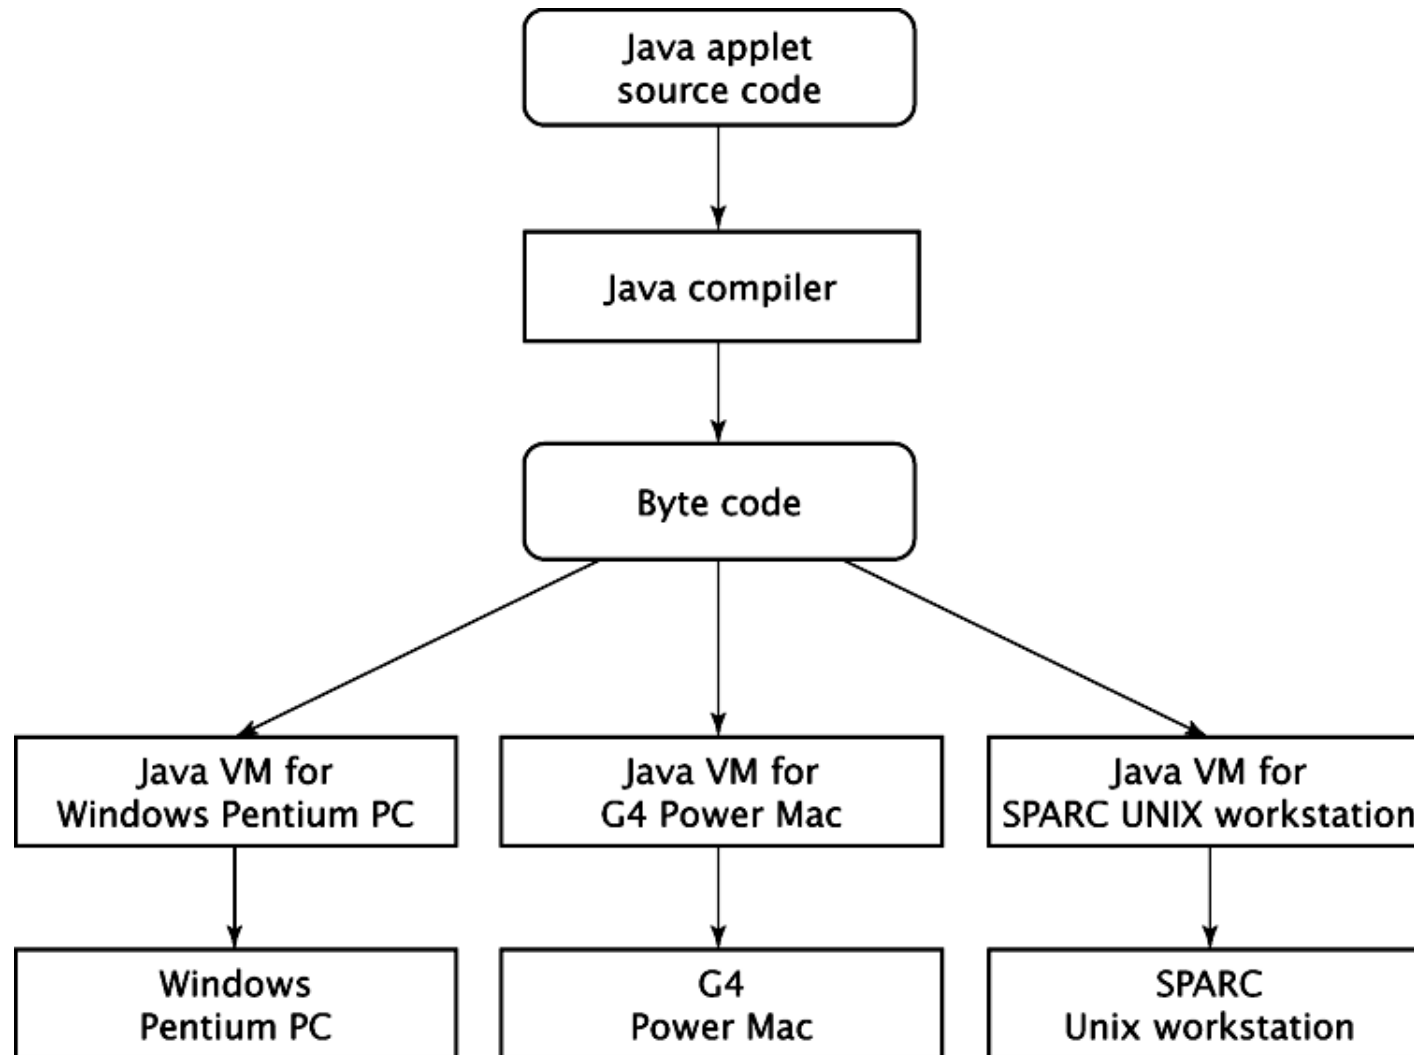 Java applet
source code
Java compiler
Byte code
Java VM for
Windows Pentium PC
Java VM for
G4 Power Mac
Java VM for
SPARC UNIX workstation
Windows
Pentium PC
G4
Power Mac
SPARC
Unix workstation